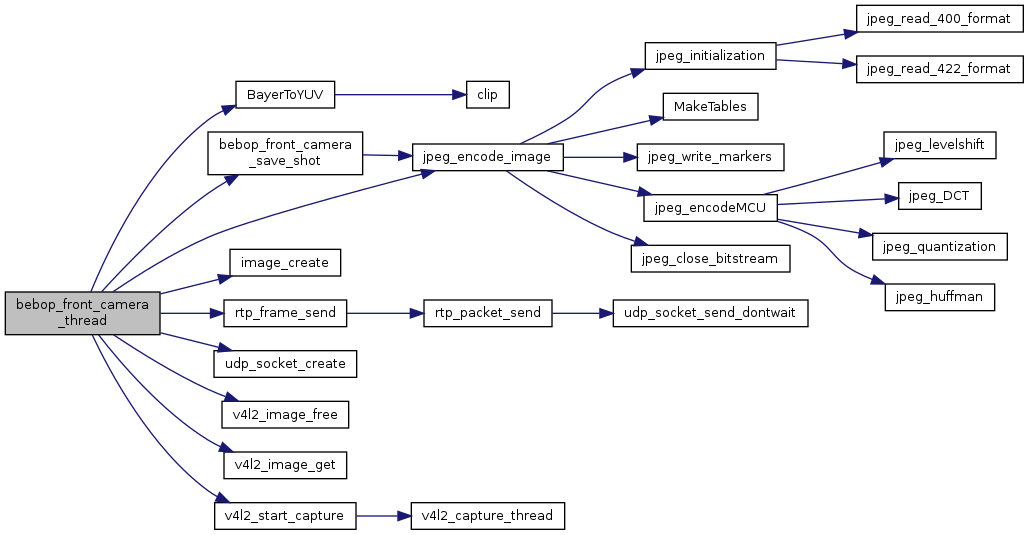 jpeg_read_400_format
jpeg_initialization
jpeg_read_422_format
BayerToYUV
clip
MakeTables
bebop_front_camera
_save_shot
jpeg_encode_image
jpeg_write_markers
jpeg_levelshift
jpeg_encodeMCU
jpeg_DCT
jpeg_quantization
jpeg_close_bitstream
image_create
jpeg_huffman
bebop_front_camera
_thread
rtp_frame_send
rtp_packet_send
udp_socket_send_dontwait
udp_socket_create
v4l2_image_free
v4l2_image_get
v4l2_start_capture
v4l2_capture_thread